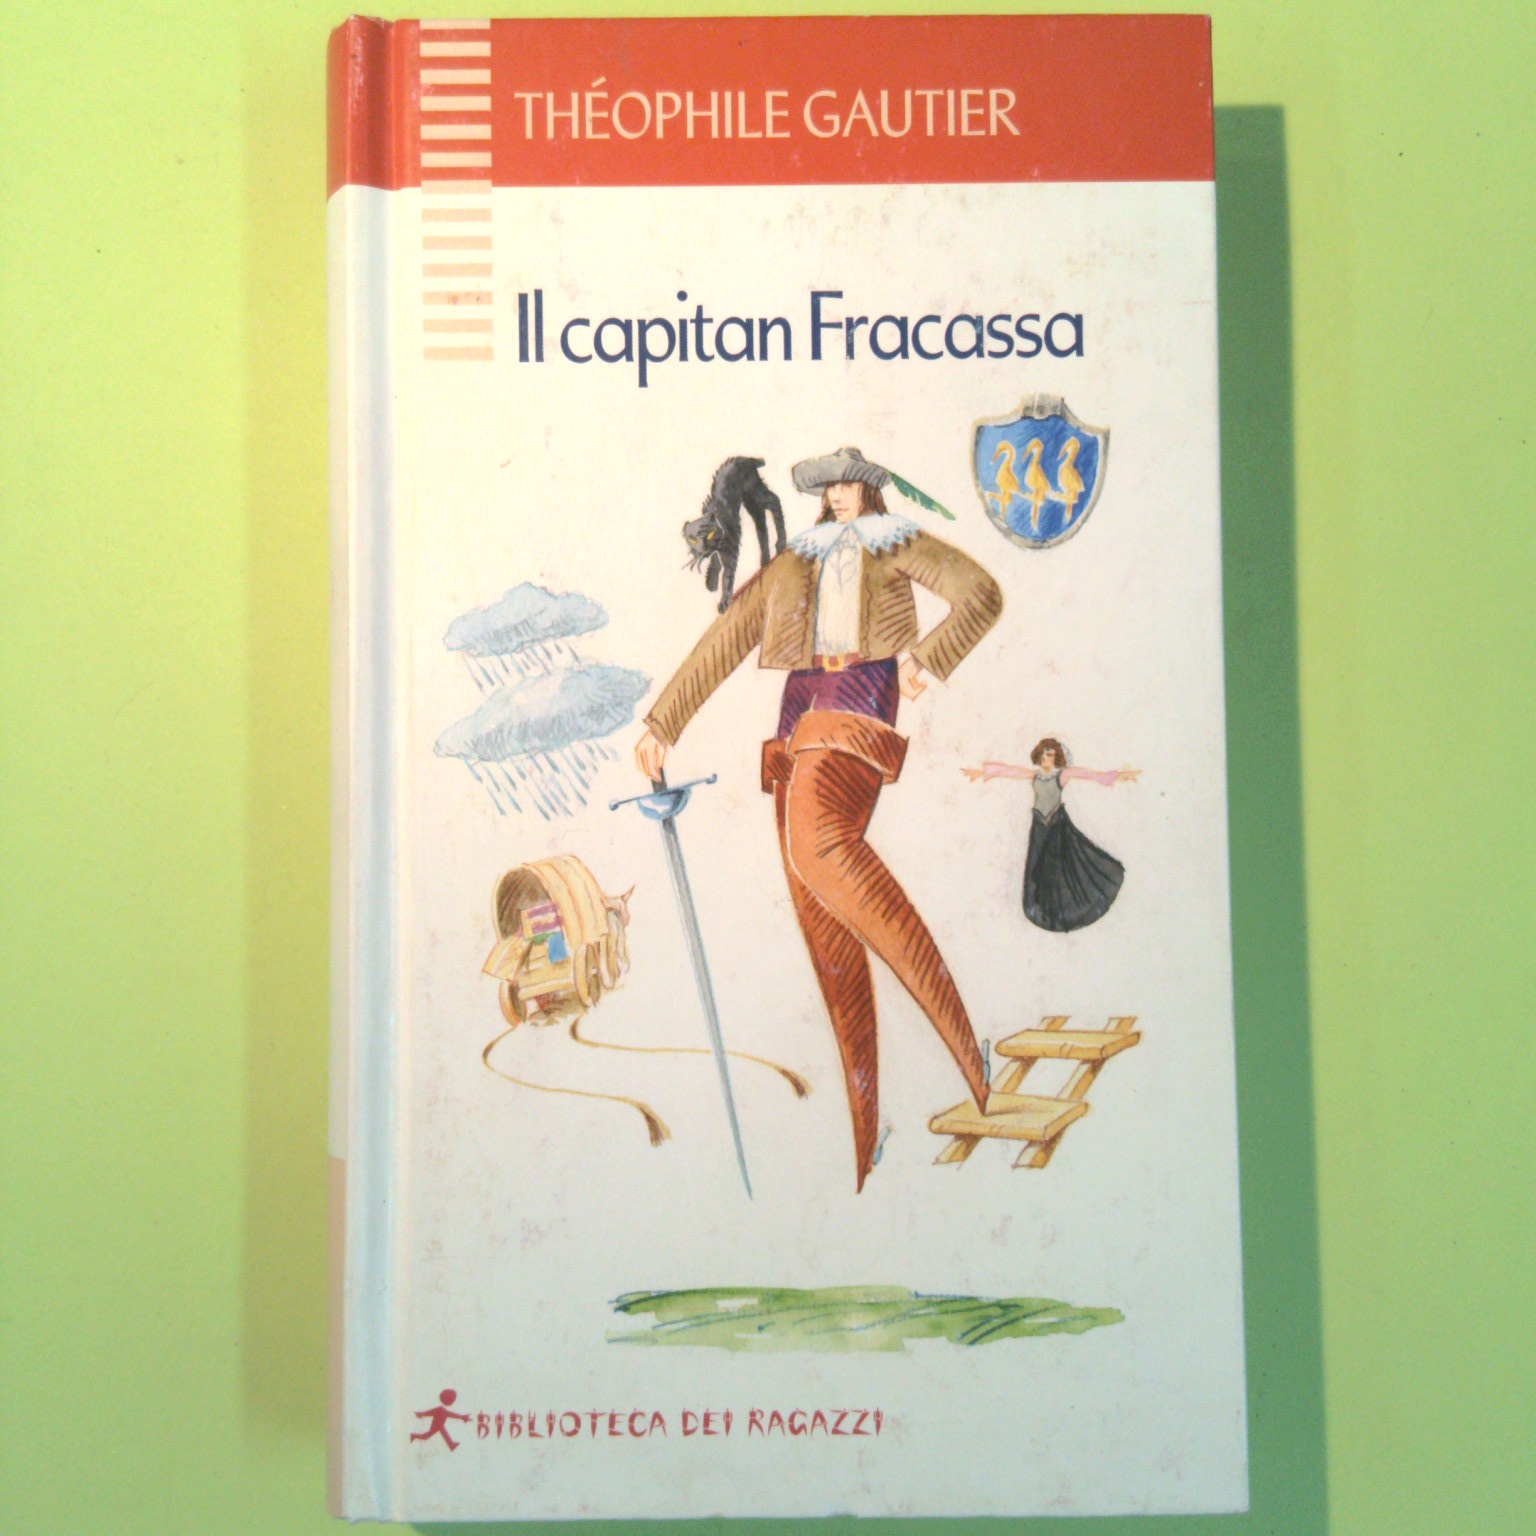 THÉOPHILE GAUTIER
Il capitan Fracassa
BIBLIOTECA DEI RAGAZZI